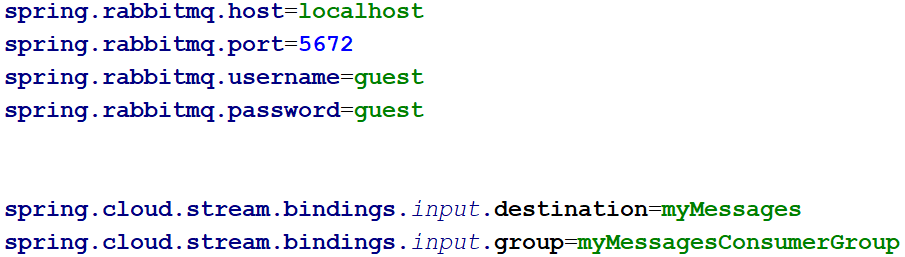 spring.rabbitmq.host=localhost
spring.rabbitmq.port=5672
spring.rabbitmq.username=guest
spring.rabbitmq.password=guest
spring.cloud.stream.bindings.input.destination=myMessages
spring.cloud.stream.bindings.input.group=myMessagesConsumerGroup